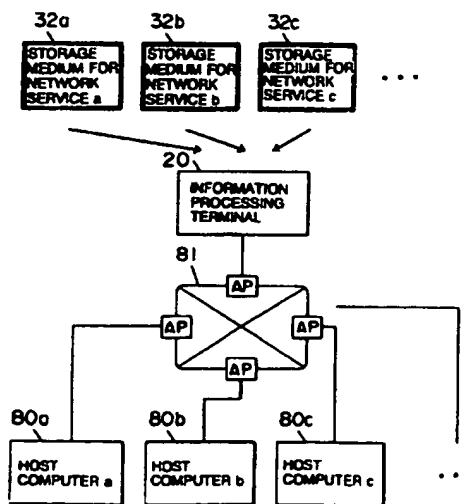 32a 32b 32c
STORAGE
MEDIUM FOR
NETWORK
SERVICE a
STORAGE
MEDIUM FOR
NETWORK
SERVICE b
STORAGE
MEDIUM FOR
NETWORK
SERVICE c
...
20
INFORMATION
PROCESSING
TERMINAL
81
AP
AP AP
AP
80a 80b 80c
HOST
COMPUTER a
HOST
COMPUTER b
HOST
COMPUTER c